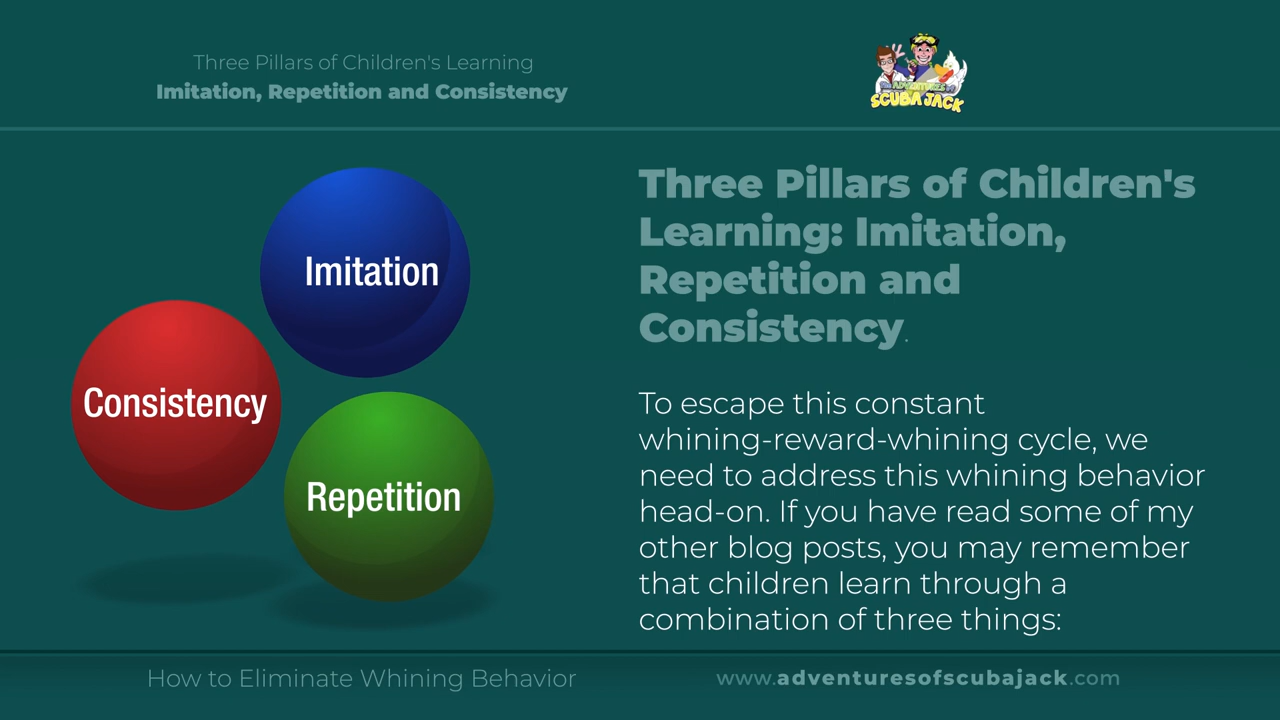 Three Pillars of Children's Learning
Imitation, Repetition and Consistency
THE ADVENTURES OF
SCUBA JACK
Imitation
Consistency
Repetition
Three Pillars of Children's
Learning: Imitation,
Repetition and
Consistency.
To escape this constant
whining-reward-whining cycle, we
need to address this whining behavior
head-on. If you have read some of my
other blog posts, you may remember
that children learn through a
combination of three things:
How to Eliminate Whining Behavior
www.adventuresofscubajack.com